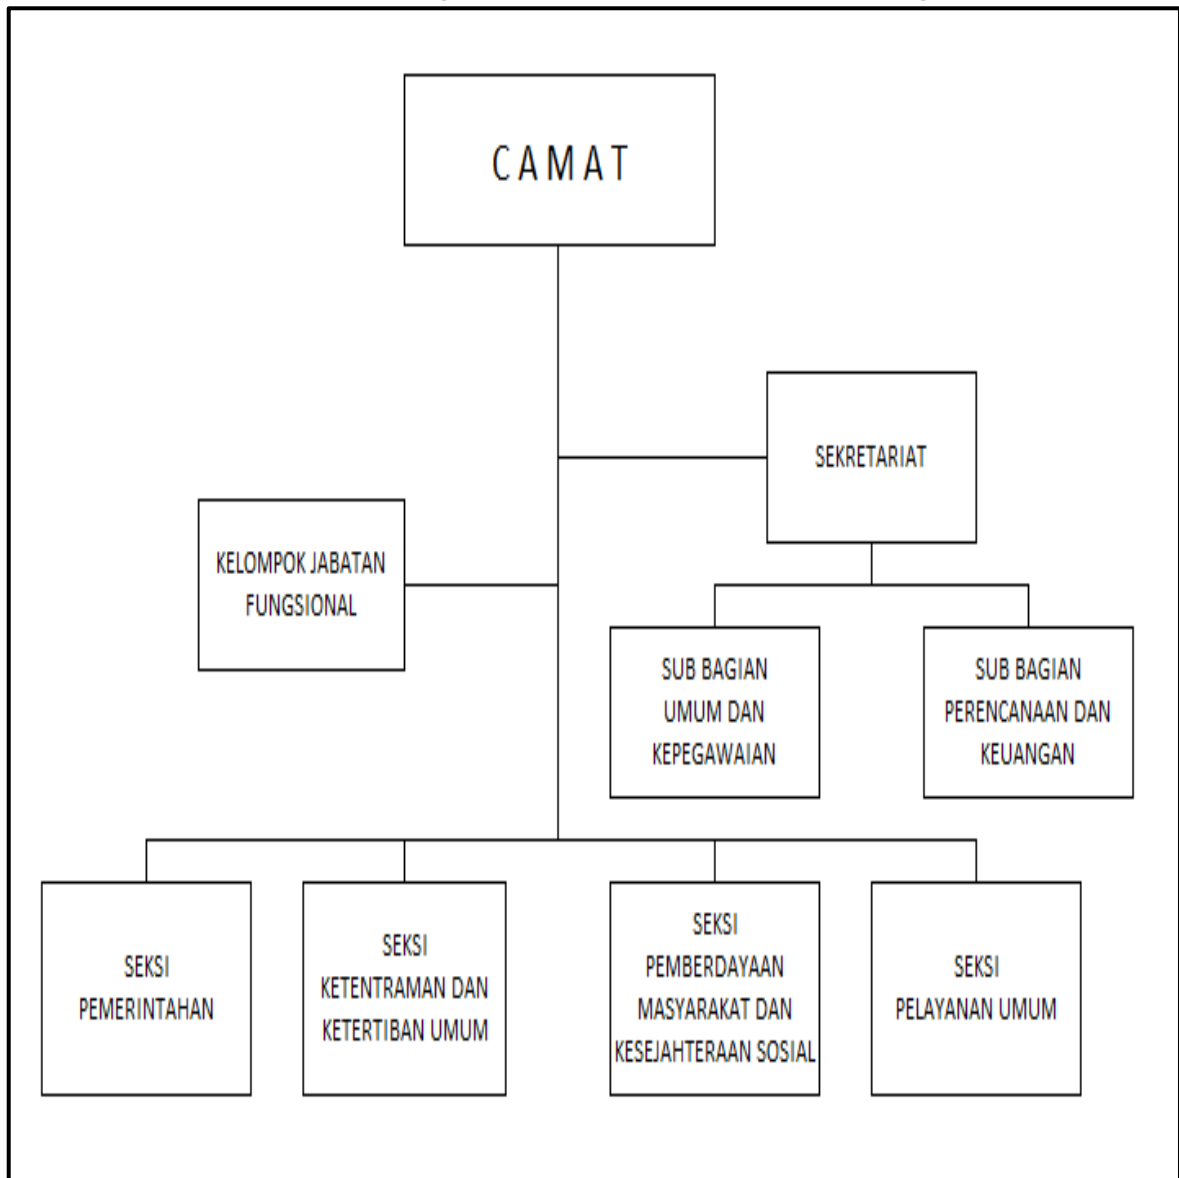 C A M A T
SEKRETARIAT
KELOMPOK JABATAN
FUNGSIONAL
SUB BAGIAN
UMUM DAN
KEPEGAWAIAN
SUB BAGIAN
PERENCANAAN DAN
KEUANGAN
SEKSI
PEMERINTAHAN
SEKSI
KETENTRAMAN DAN
KETERTIBAN UMUM
SEKSI
PEMBERDAYAAN
MASYARAKAT DAN
KESEJAHTERAAN SOSIAL
SEKSI
PELAYANAN UMUM